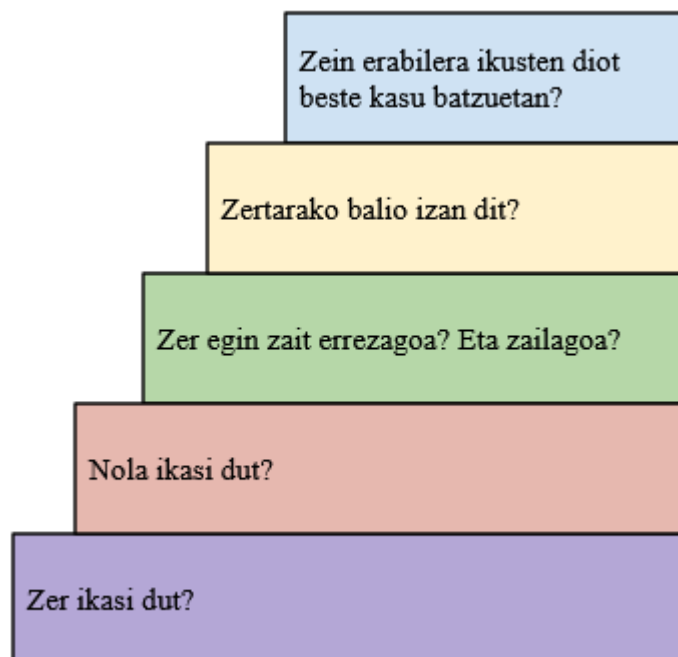 Zein erabilera ikusten diot
beste kasu batzuetan?
Zertarako balio izan dit?
Zer egin zait errezagoa? Eta zailagoa?
Nola ikasi dut?
Zer ikasi dut?